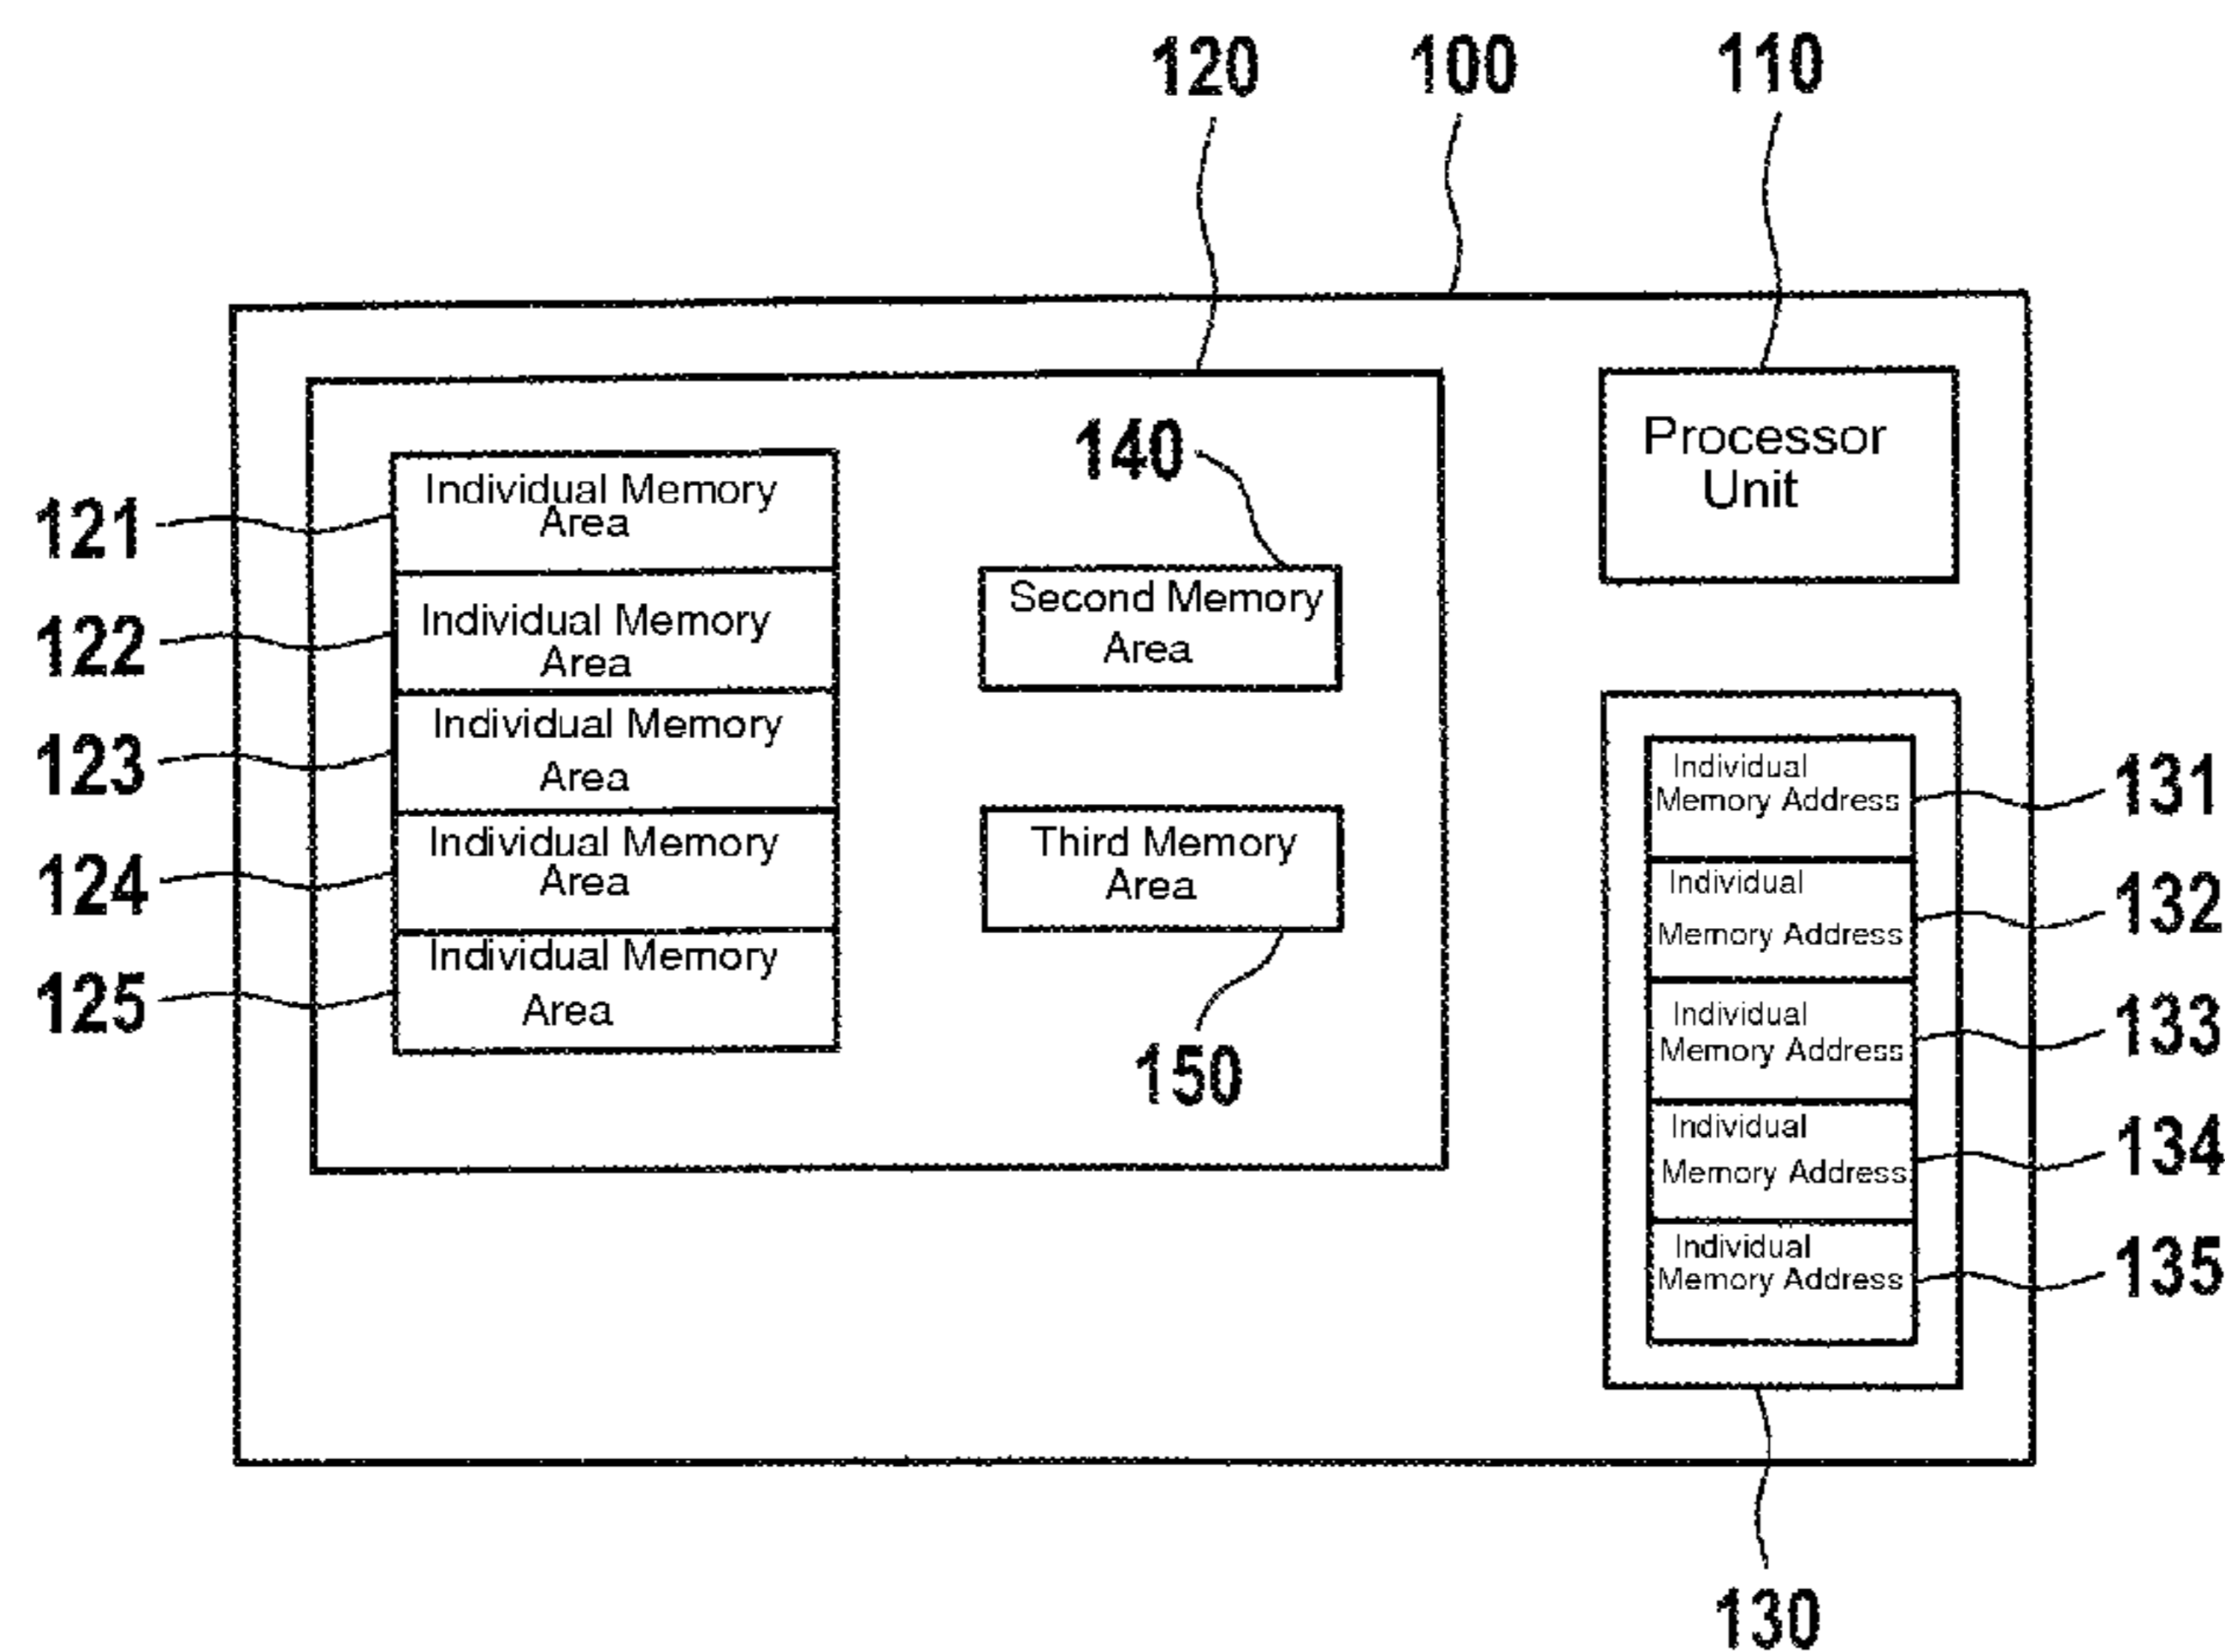 120
100
110
Processor
Unit
140
121
Individual Memory
Area
122
Individual Memory
Area
123
Individual Memory
Area
124
Individual Memory
Area
125
Individual Memory
Area
Second Memory
Area
Third Memory
Area
150
Individual
Memory Address
131
Individual
Memory Address
132
Individual
Memory Address
133
Individual
Memory Address
134
Individual
Memory Address
135
130